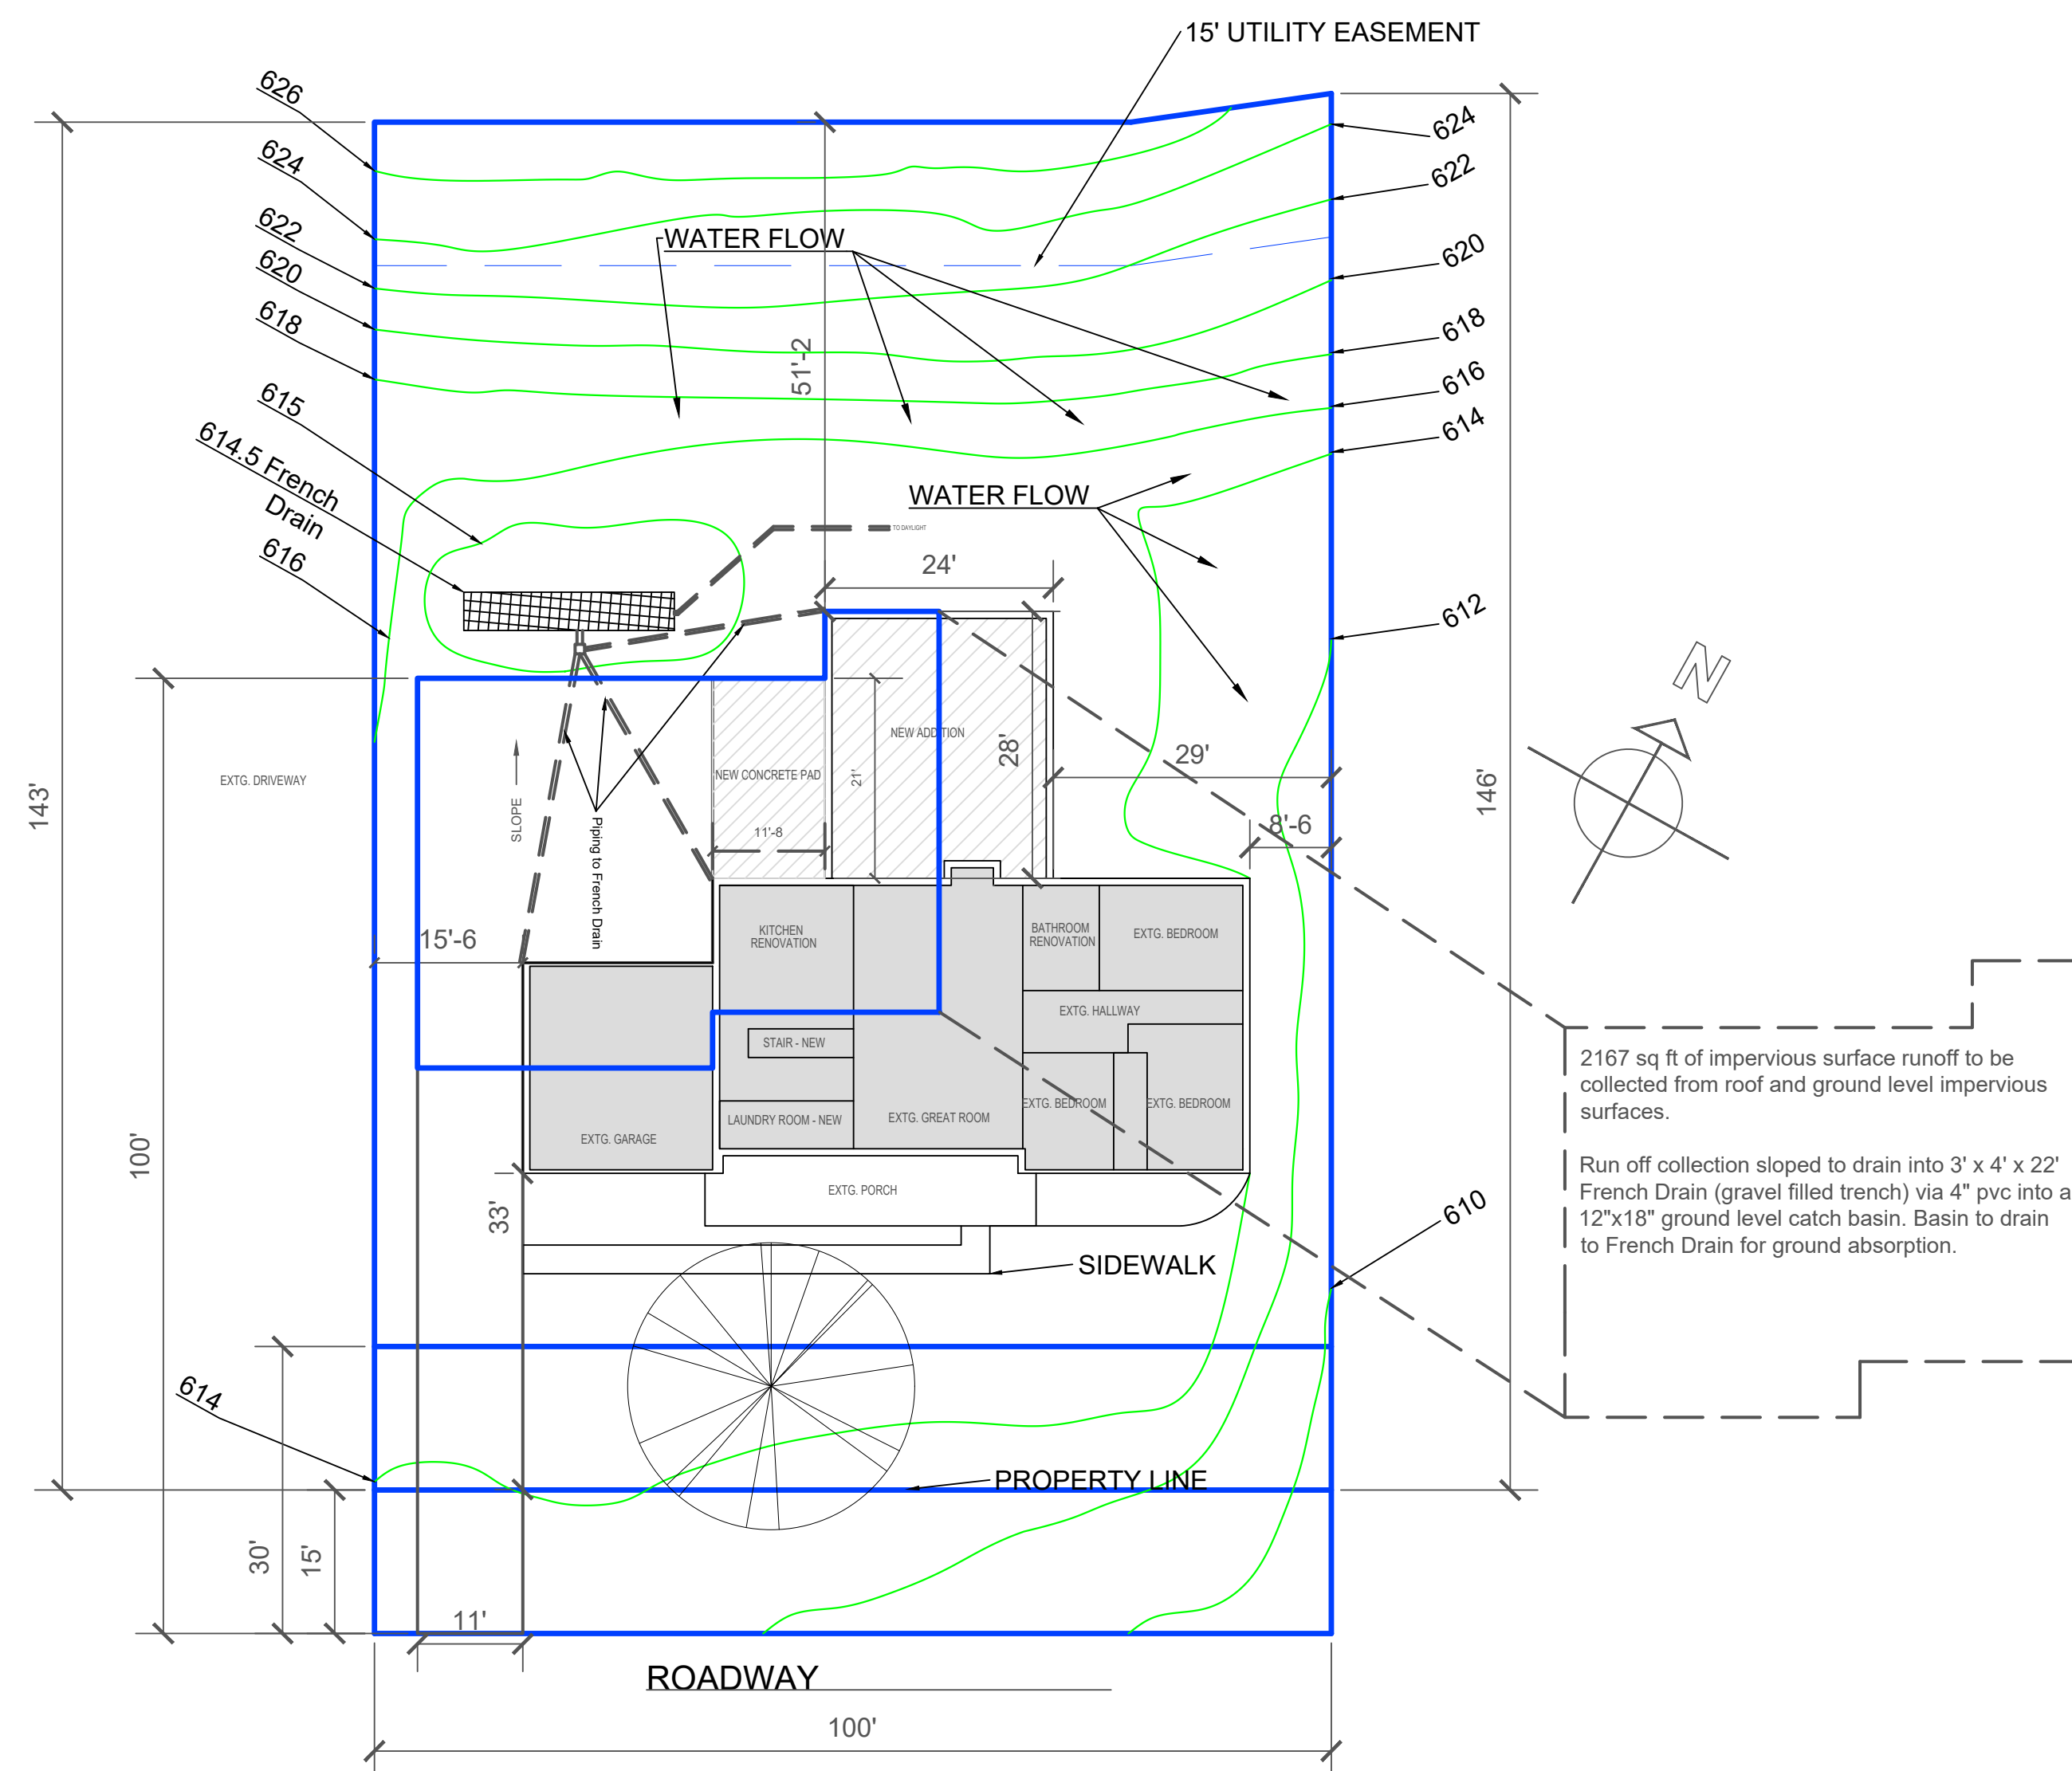 15' UTILITY EASEMENT
626
624
622
620
618
615
614.5 French
Drain
616
614
624
622
620
618
616
614
612
610
WATER FLOW
WATER FLOW
51'-2
TO DAYLIGHT
24'
N
143'
146'
100'
EXTG. DRIVEWAY
SLOPE
Piping to French Drain
NEW CONCRETE PAD
NEW ADDITION
21'
28'
29'
11'-8
8'-6
15'-6
KITCHEN
RENOVATION
BATHROOM
RENOVATION
EXTG. BEDROOM
EXTG. HALLWAY
STAIR - NEW
LAUNDRY ROOM - NEW
EXTG. GREAT ROOM
EXTG. BEDROOM
EXTG. BEDROOM
EXTG. GARAGE
EXTG. PORCH
33'
SIDEWALK
2167 sq ft of impervious surface runoff to be
collected from roof and ground level impervious
surfaces.
Run off collection sloped to drain into 3' x 4' x 22'
French Drain (gravel filled trench) via 4" pvc into a
12"x18" ground level catch basin. Basin to drain
to French Drain for ground absorption.
PROPERTY LINE
30'
15'
11'
ROADWAY
100'